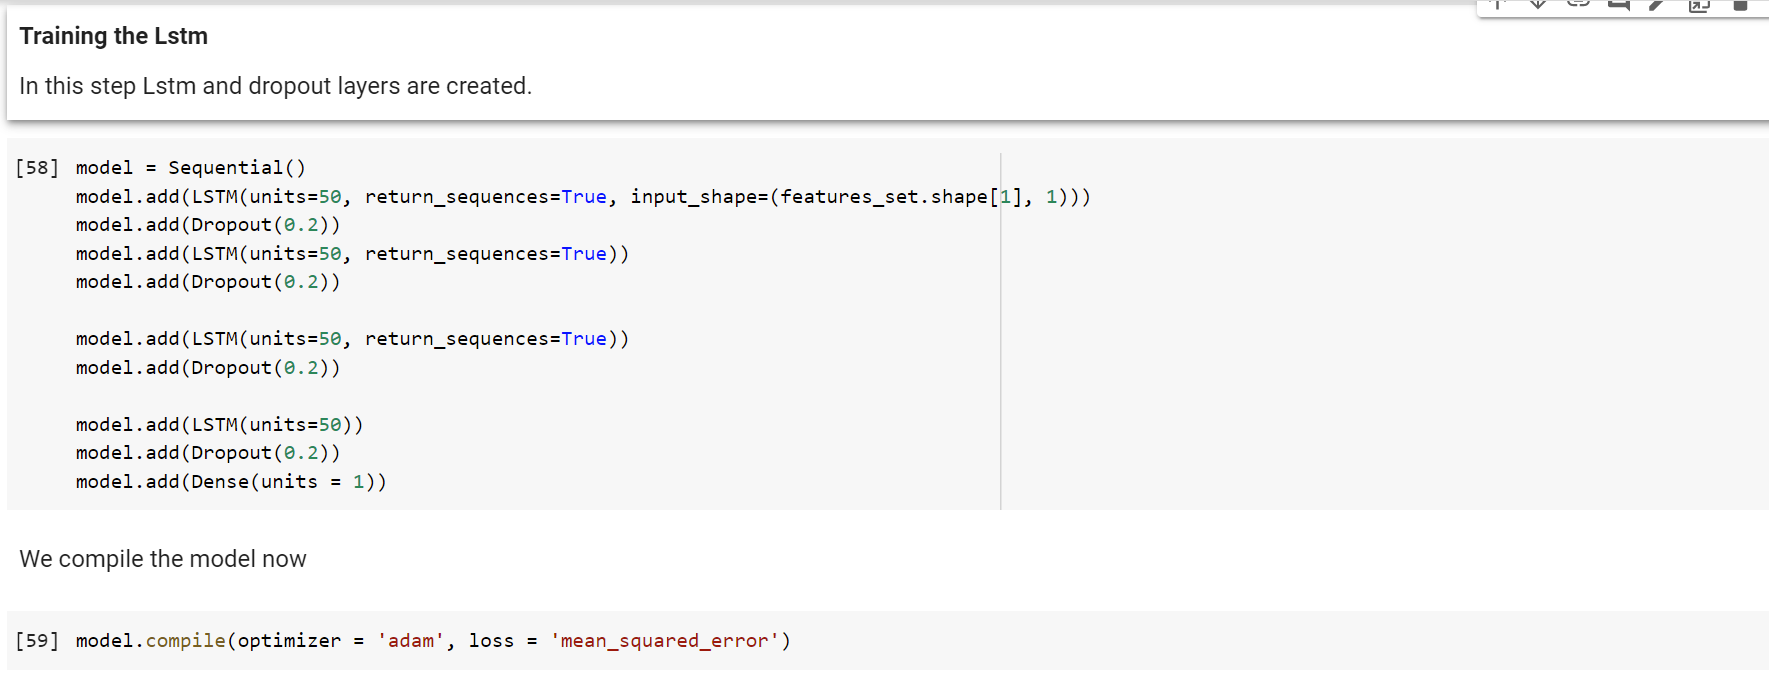 Training the Lstm
In this step Lstm and dropout layers are created.
[58] model = Sequential()
model.add(LSTM(units=50, return_sequences=True, input_shape=(features_set.shape[1], 1)))
model.add(Dropout(0.2))
model.add(LSTM(units=50, return_sequences=True))
model.add(Dropout(0.2))
model.add(LSTM(units=50, return_sequences=True))
model.add(Dropout(0.2))
model.add(LSTM(units=50))
model.add(Dropout(0.2))
model.add(Dense(units = 1))
We compile the model now
[59] model.compile(optimizer = 'adam', loss = 'mean_squared_error')